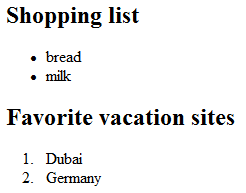 Shopping list
• bread
• milk
Favorite vacation sites
1. Dubai
2. Germany